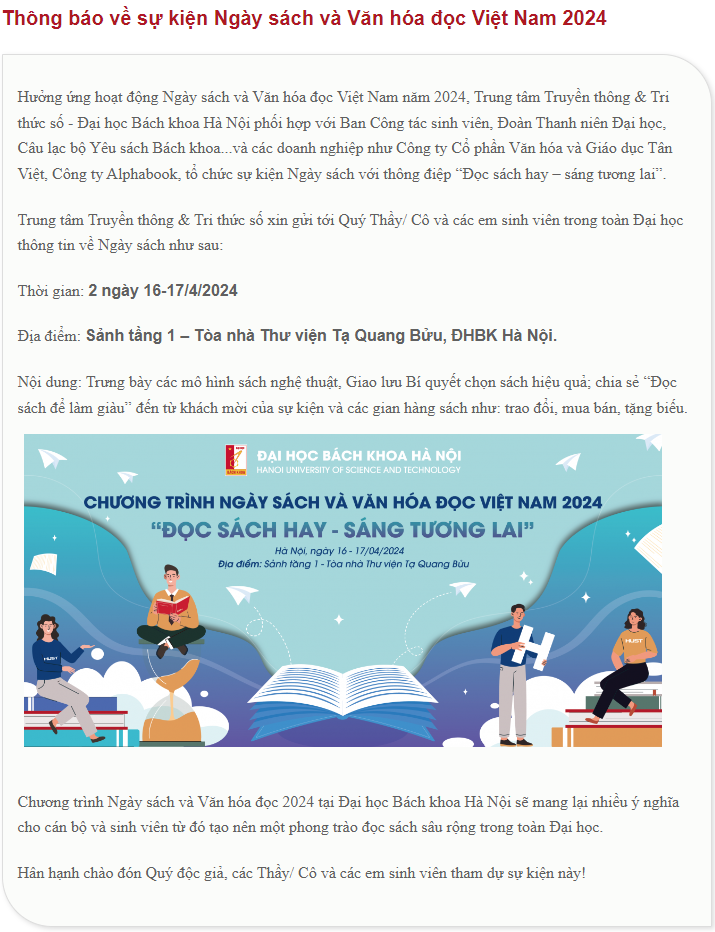 Thông báo về sự kiện Ngày sách và Văn hóa đọc Việt Nam 2024
Hưởng ứng hoạt động Ngày sách và Văn hóa đọc Việt Nam năm 2024, Trung tâm Truyền thông & Tri
thức số - Đại học Bách khoa Hà Nội phối hợp với Ban Công tác sinh viên, Đoàn Thanh niên Đại học,
Câu lạc bộ Yêu sách Bách khoa...và các doanh nghiệp như Công ty Cổ phần Văn hóa và Giáo dục Tân
Việt, Công ty Alphabook, tổ chức sự kiện Ngày sách với thông điệp “Đọc sách hay – sáng tương lai”.
Trung tâm Truyền thông & Tri thức số xin gửi tới Quý Thầy/ Cô và các em sinh viên trong toàn Đại học
thông tin về Ngày sách như sau:
Thời gian: 2 ngày 16-17/4/2024
Địa điểm: Sảnh tầng 1 – Tòa nhà Thư viện Tạ Quang Bửu, ĐHBK Hà Nội.
Nội dung: Trưng bày các mô hình sách nghệ thuật, Giao lưu Bí quyết chọn sách hiệu quả; chia sẻ “Đọc
sách để làm giàu” đến từ khách mời của sự kiện và các gian hàng sách như: trao đổi, mua bán, tặng biếu.
ĐẠI HỌC BÁCH KHOA HÀ NỘI
HANOI UNIVERSITY OF SCIENCE AND TECHNOLOGY
CHƯƠNG TRÌNH NGÀY SÁCH VÀ VĂN HÓA ĐỌC VIỆT NAM 2024
“ĐỌC SÁCH HAY - SÁNG TƯƠNG LAI”
Hà Nội, ngày 16 - 17/04/2024
Địa điểm: Sảnh tầng 1 - Tòa nhà Thư viện Tạ Quang Bửu
HUST
HUST
Chương trình Ngày sách và Văn hóa đọc 2024 tại Đại học Bách khoa Hà Nội sẽ mang lại nhiều ý nghĩa
cho cán bộ và sinh viên từ đó tạo nên một phong trào đọc sách sâu rộng trong toàn Đại học.
Hân hạnh chào đón Quý độc giả, các Thầy/ Cô và các em sinh viên tham dự sự kiện này!